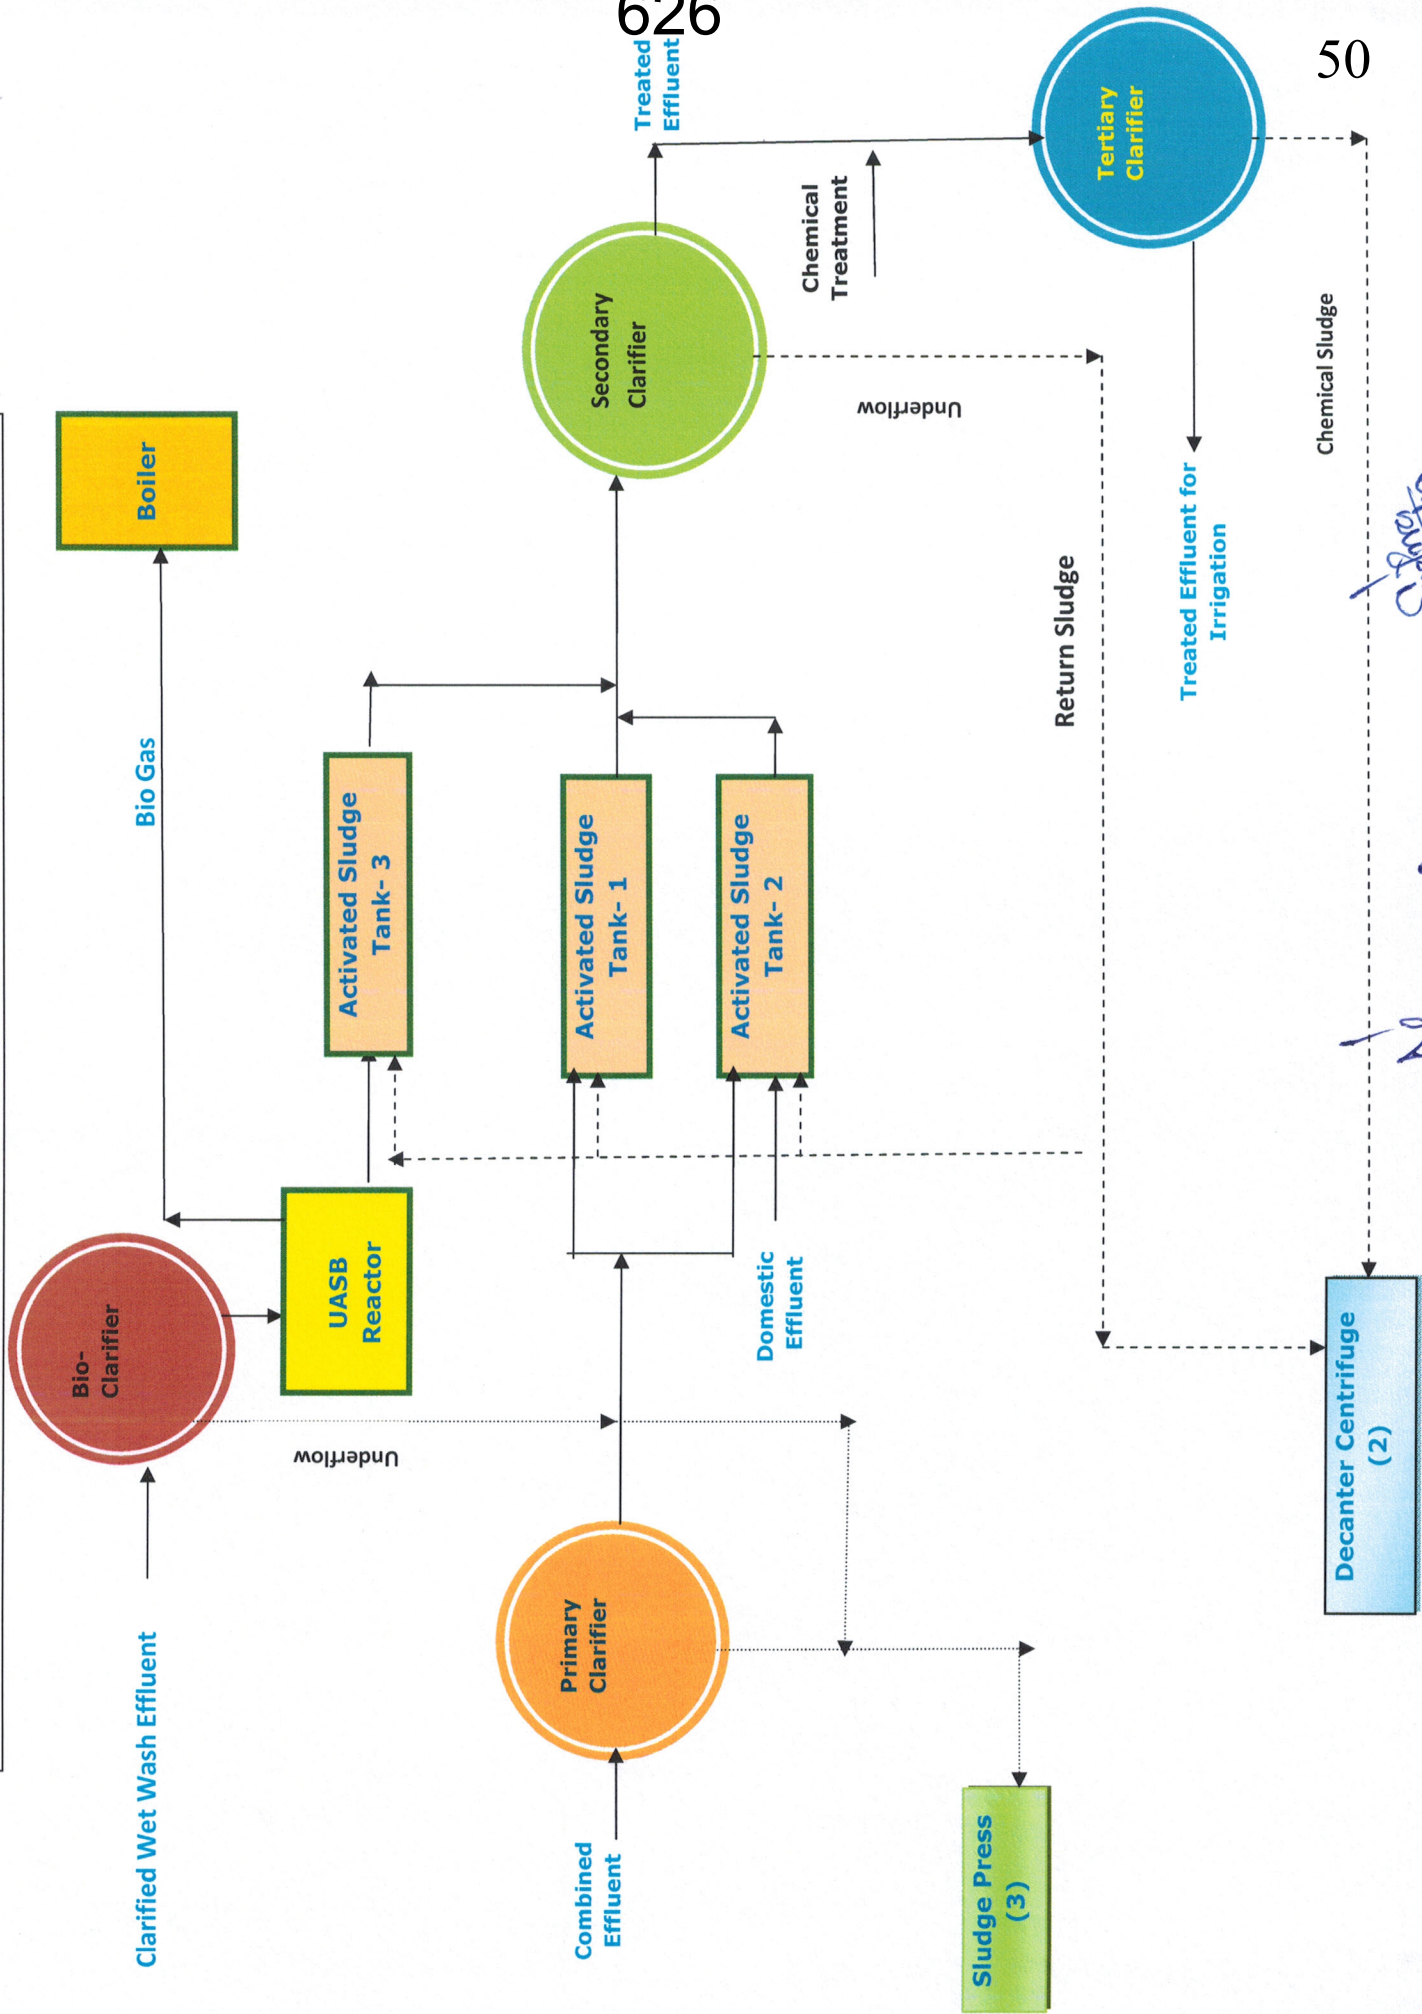 626
50
Clarified Wet Wash Effluent
Bio-
Clarifier
Bio Gas
Boiler
UASB
Reactor
Underflow
Activated Sludge
Tank- 3
Combined
Effluent
Primary
Clarifier
Activated Sludge
Tank- 1
Secondary
Clarifier
Treated
Effluent
Domestic
Effluent
Activated Sludge
Tank- 2
Chemical
Treatment
Underflow
Sludge Press
(3)
Return Sludge
Tertiary
Clarifier
Treated Effluent for
Irrigation
Chemical Sludge
Decanter Centrifuge
(2)